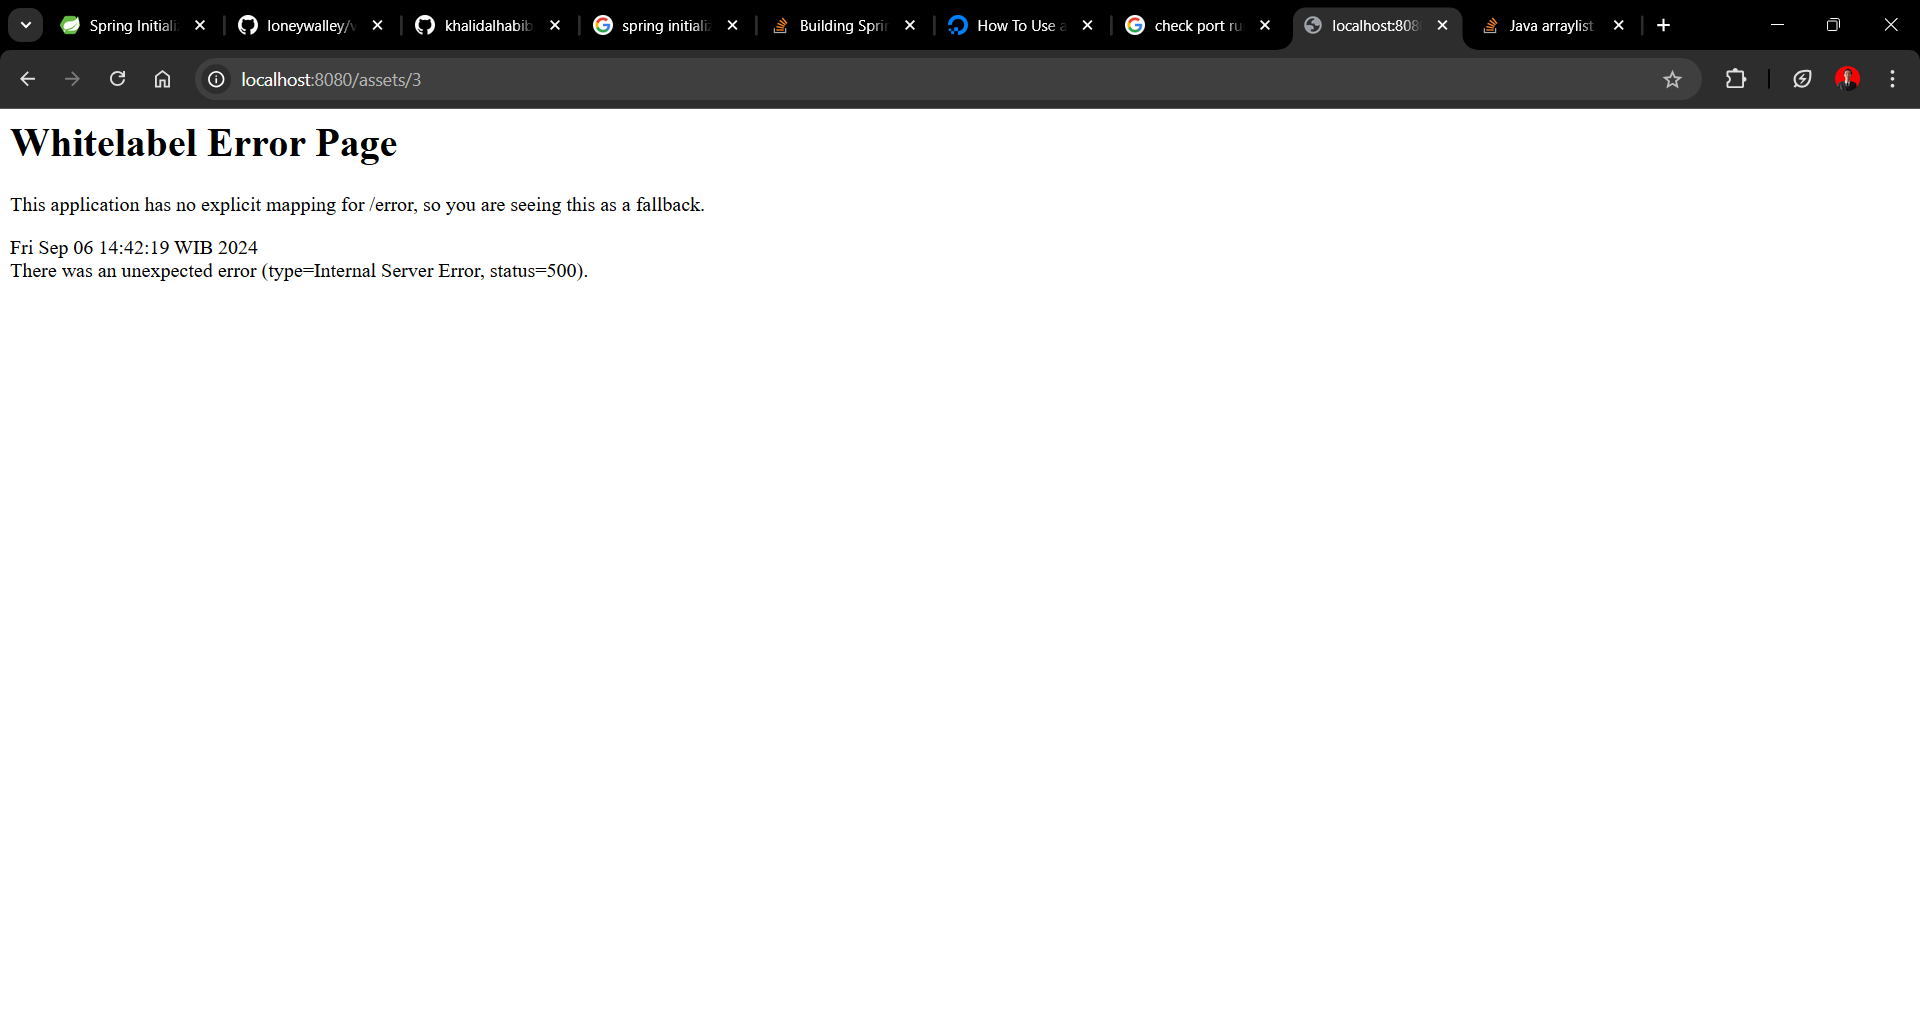 Spring Initiali
loneywalley/v
khalidalhabib
spring initializ
Building Sprin
How To Use a
check port ru
localhost:808
Java arraylist
localhost:8080/assets/3
Whitelabel Error Page
This application has no explicit mapping for /error, so you are seeing this as a fallback.
Fri Sep 06 14:42:19 WIB 2024
There was an unexpected error (type=Internal Server Error, status=500).